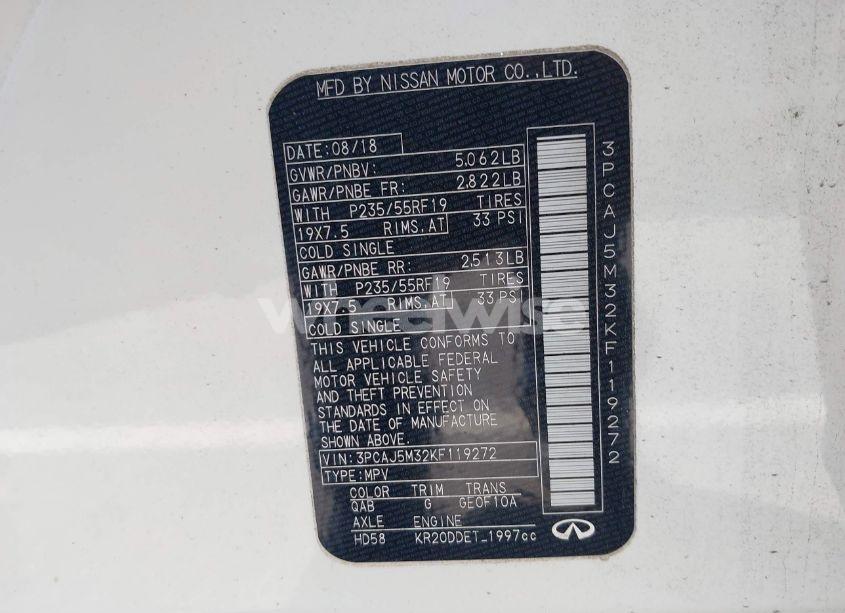 MFD BY NISSAN MOTOR CO., LTD.
DATE: 08/18
GVWR/PNBV: 5.062LB
GAWR/PNBE FR: 2.822LB
WITH P235/55RF19 TIRES
19X7.5 RIMS.AT 33 PSI
COLD SINGLE
GAWR/PNBE RR: 2.513LB
WITH P235/55RF19 TIRES
19X7.5 RIMS.AT 33 PSI
COLD SINGLE
THIS VEHICLE CONFORMS TO
ALL APPLICABLE FEDERAL
MOTOR VEHICLE SAFETY
AND THEFT PREVENTION
STANDARDS IN EFFECT ON
THE DATE OF MANUFACTURE
SHOWN ABOVE.
VIN: 3PCAJ5M32KF119272
TYPE: MPV
COLOR TRIM TRANS
QAB G GE0F10A
AXLE ENGINE
HD58 KR20DDET_1997cc
3PCAJ5M32KF119272
wheelwise